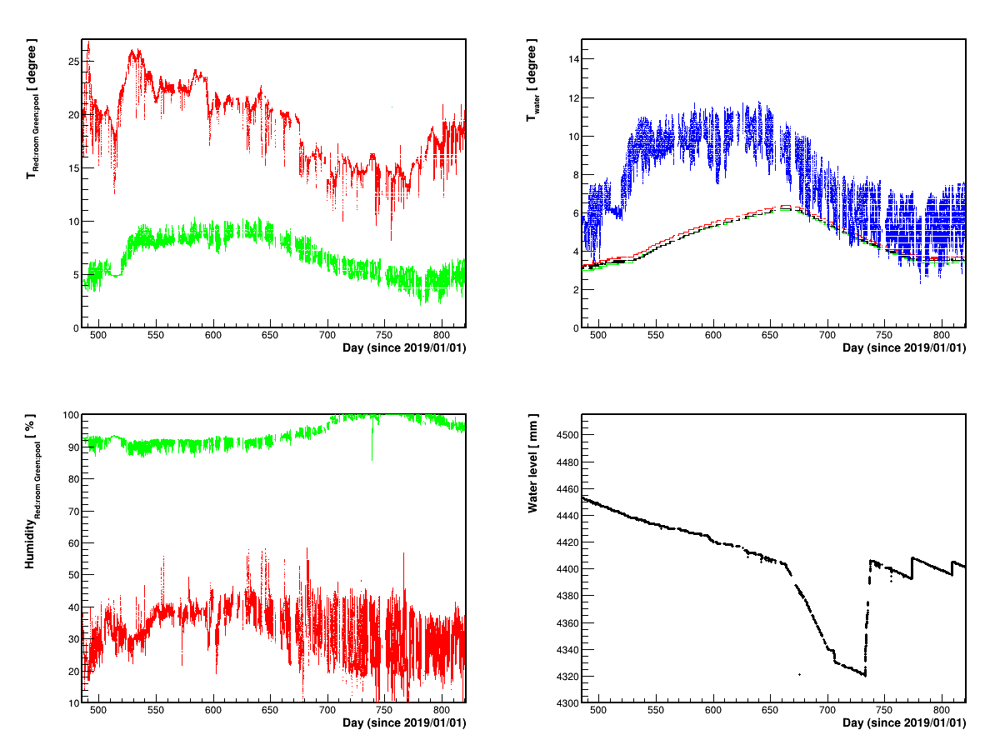 T Red:room Green:pool [ degree ]
25
20
15
10
5
0
500 550 600 650 700 750 800
Day (since 2019/01/01)
T water [ degree ]
14
12
10
8
6
4
2
0
500 550 600 650 700 750 800
Day (since 2019/01/01)
Humidity Red:room Green:pool [ % ]
100
90
80
70
60
50
40
30
20
10
500 550 600 650 700 750 800
Day (since 2019/01/01)
Water level [ mm ]
4500
4480
4460
4440
4420
4400
4380
4360
4340
4320
4300
500 550 600 650 700 750 800
Day (since 2019/01/01)